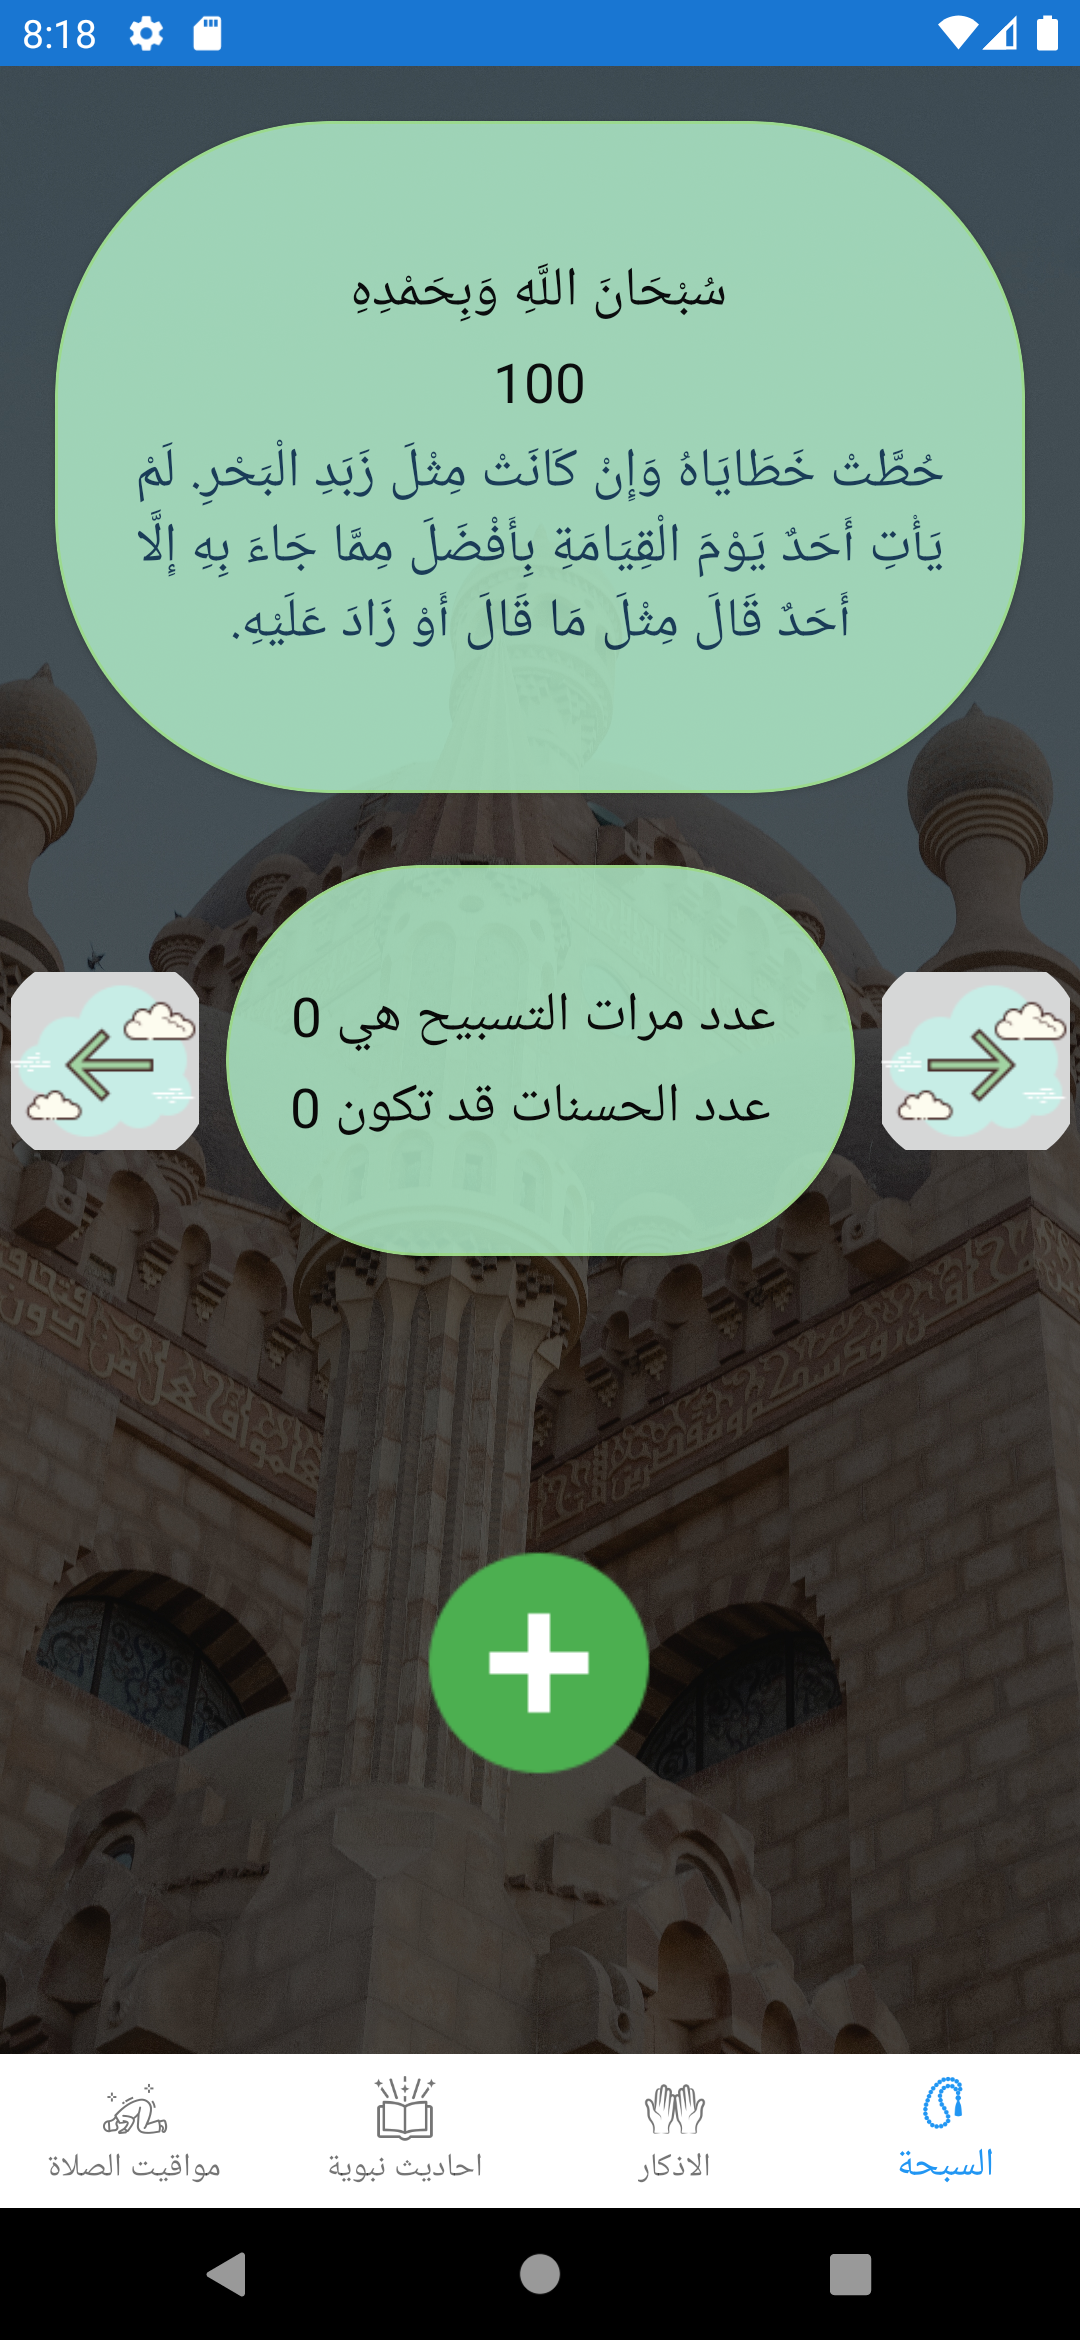 8:18
سُبْحَانَ اللَّهِ وَبِحَمْدِهِ
100
حُطَّتْ خَطَايَاهُ وَإِنْ كَانَتْ مِثْلَ زَبَدِ الْبَحْرِ. لَمْ
يَأْتِ أَحَدٌ يَوْمَ الْقِيَامَةِ بِأَفْضَلَ مِمَّا جَاءَ بِهِ إِلَّا
أَحَدٌ قَالَ مِثْلَ مَا قَالَ أَوْ زَادَ عَلَيْهِ.
عدد مرات التسبيح هي 0
عدد الحسنات قد تكون 0
السبحة
الاذكار
احاديث نبوية
مواقيت الصلاة